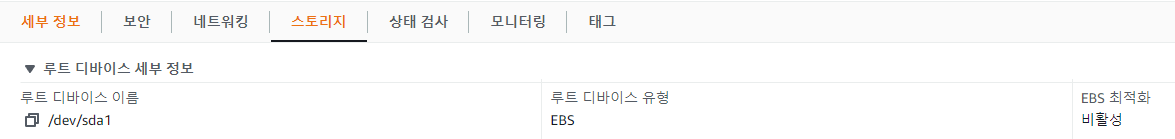 세부 정보 보안 네트워킹 스토리지 상태 검사 모니터링 태그
▼ 루트 디바이스 세부 정보
루트 디바이스 이름 루트 디바이스 유형 EBS 최적화
/dev/sda1 EBS 비활성